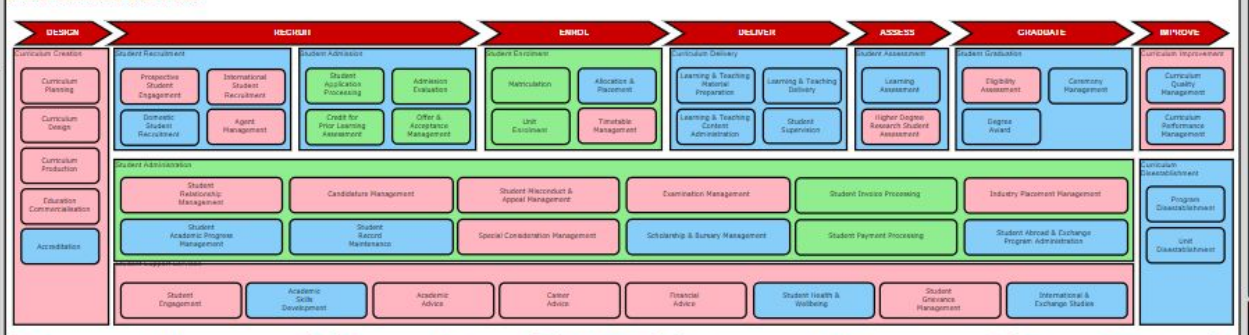 DESIGN
RECRUIT
ENROL
DELIVER
ASSESS
GRADUATE
IMPROVE
Curriculum Creation
Curriculum
Planning
Curriculum
Design
Curriculum
Production
Education
Commercialisation
Accreditation
Student Recruitment
Prospective
Student
Engagement
International
Student
Recruitment
Domestic
Student
Recruitment
Agent
Management
Student Admission
Student
Application
Processing
Admission
Evaluation
Credit for
Prior Learning
Assessment
Offer &
Acceptance
Management
Student Enrolment
Matriculation
Allocation &
Placement
Unit
Enrolment
Timetable
Management
Curriculum Delivery
Learning & Teaching
Material
Preparation
Learning & Teaching
Delivery
Learning & Teaching
Content
Administration
Student
Supervision
Student Assessment
Learning
Assessment
Higher Degree
Research Student
Assessment
Student Graduation
Eligibility
Assessment
Ceremony
Management
Degree
Award
Curriculum Improvement
Curriculum
Quality
Management
Curriculum
Performance
Management
Student Administration
Student
Relationship
Management
Candidature Management
Student Misconduct &
Appeal Management
Examination Management
Student Invoice Processing
Industry Placement Management
Student
Academic Progress
Management
Student
Record
Maintenance
Special Consideration Management
Scholarship & Bursary Management
Student Payment Processing
Student Abroad & Exchange
Program Administration
Curriculum
Disestablishment
Program
Disestablishment
Unit
Disestablishment
Student Support Services
Student
Engagement
Academic
Skills
Development
Academic
Advice
Career
Advice
Financial
Advice
Student Health &
Wellbeing
Student
Grievance
Management
International &
Exchange Studies